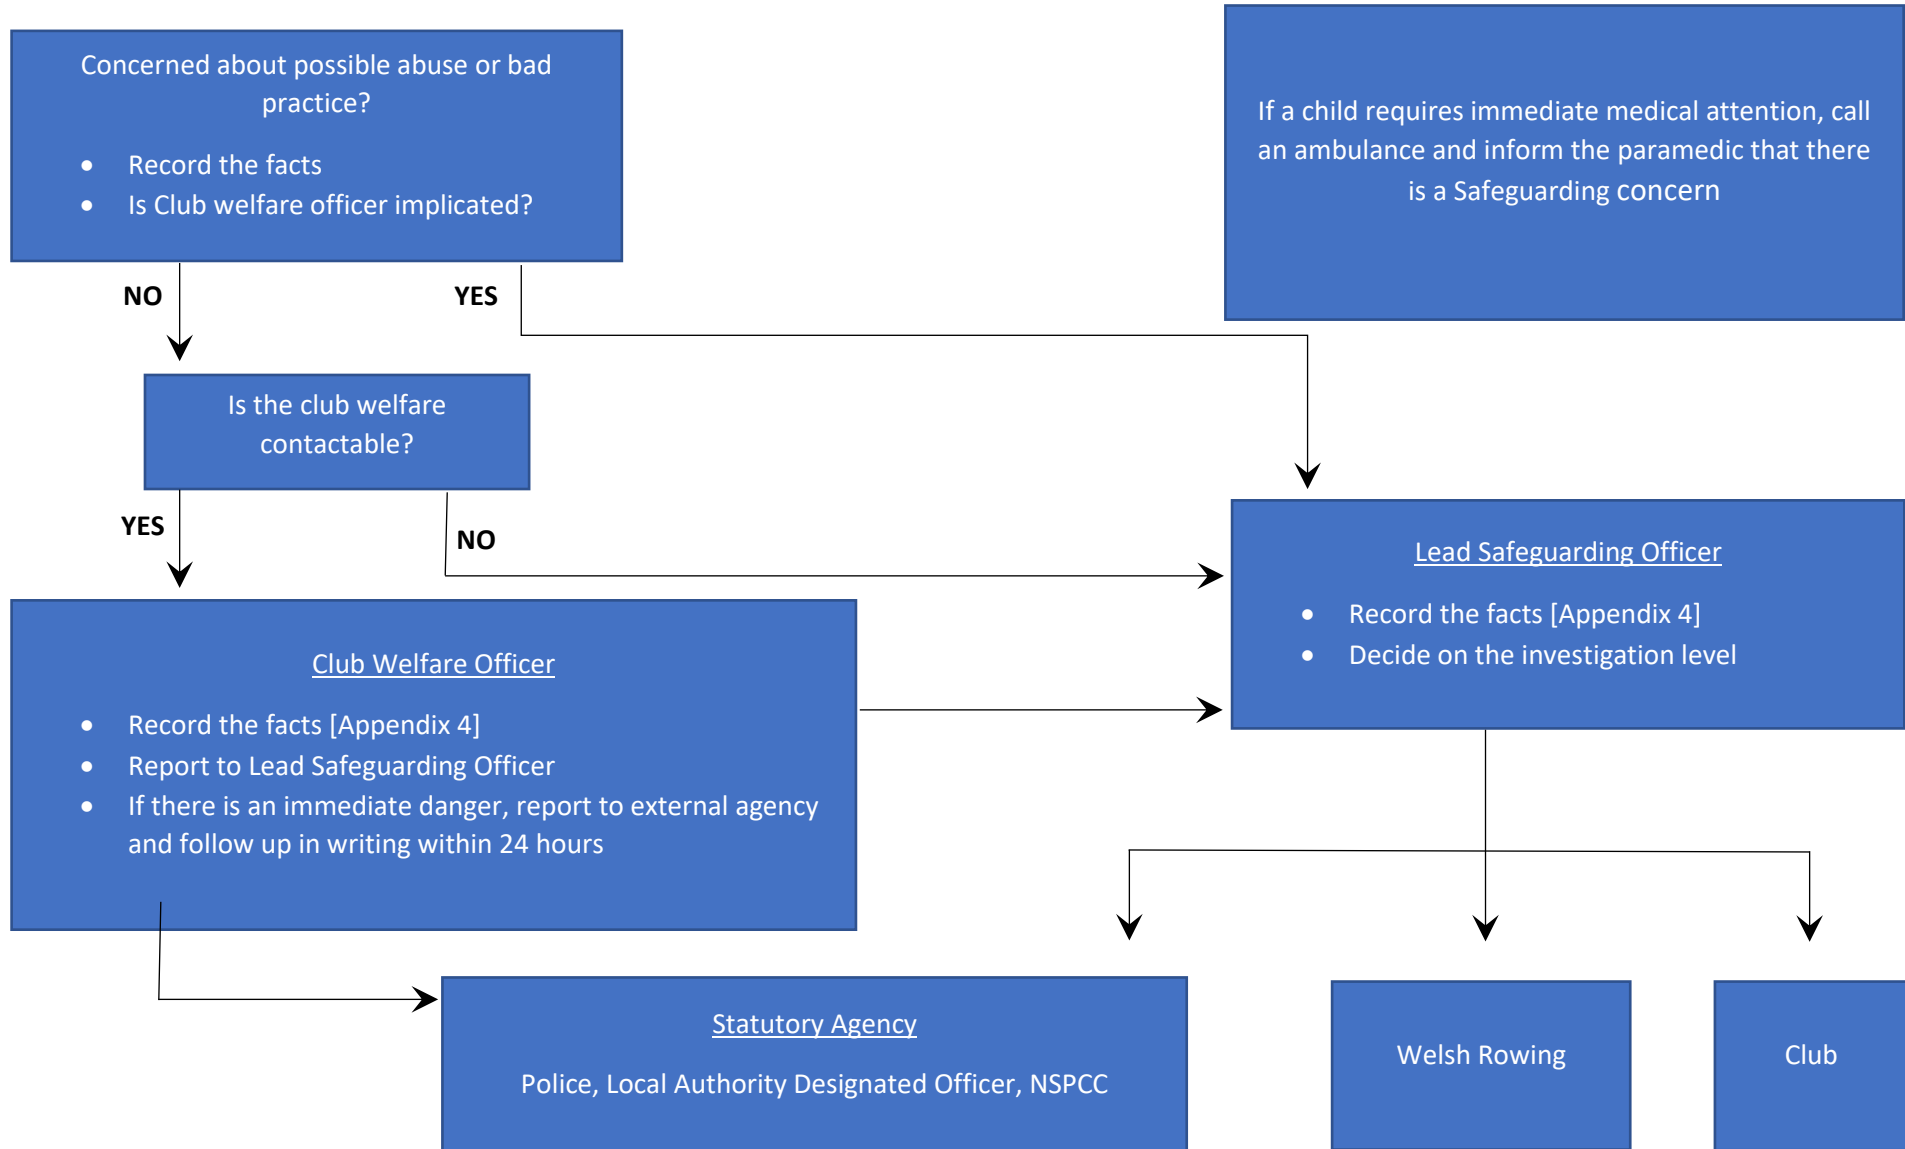 Concerned about possible abuse or bad
practice?
• Record the facts
• Is Club welfare officer implicated?
If a child requires immediate medical attention, call
an ambulance and inform the paramedic that there
is a Safeguarding concern
NO
YES
Is the club welfare
contactable?
YES
NO
Lead Safeguarding Officer
• Record the facts [Appendix 4]
• Decide on the investigation level
Club Welfare Officer
• Record the facts [Appendix 4]
• Report to Lead Safeguarding Officer
• If there is an immediate danger, report to external agency
and follow up in writing within 24 hours
Statutory Agency
Police, Local Authority Designated Officer, NSPCC
Welsh Rowing
Club